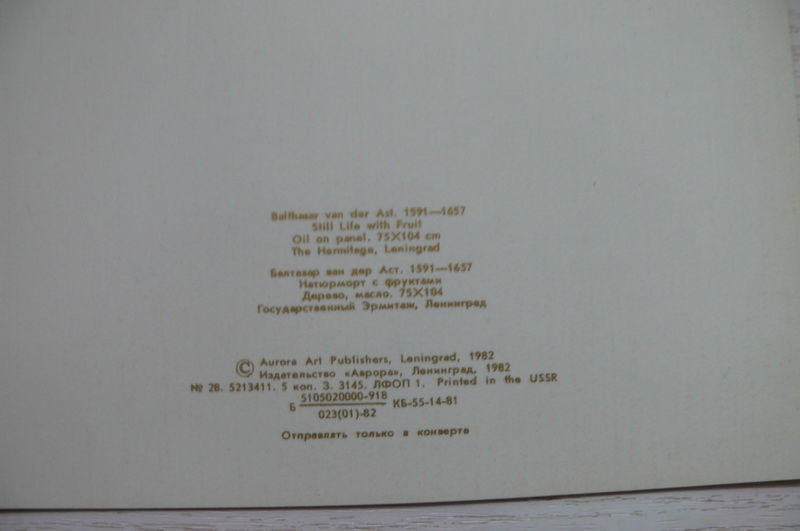 Balthasar van der Ast. 1591—1657
Still Life with Fruit
Oil on panel. 75×104 cm
The Hermitage, Leningrad
Балтазар ван дер Аст. 1591—1657
Натюрморт с фруктами
Дерево, масло. 75×104
Государственный Эрмитаж, Ленинград
© Aurora Art Publishers, Leningrad, 1982
Издательство «Аврора», Ленинград, 1982
№ 28. 5213411. 5 коп. З. 3145. ЛФОП 1. Printed in the USSR
Б 5105020000-918 КБ-55-14-81
023(01)-82
Отправлять только в конверте